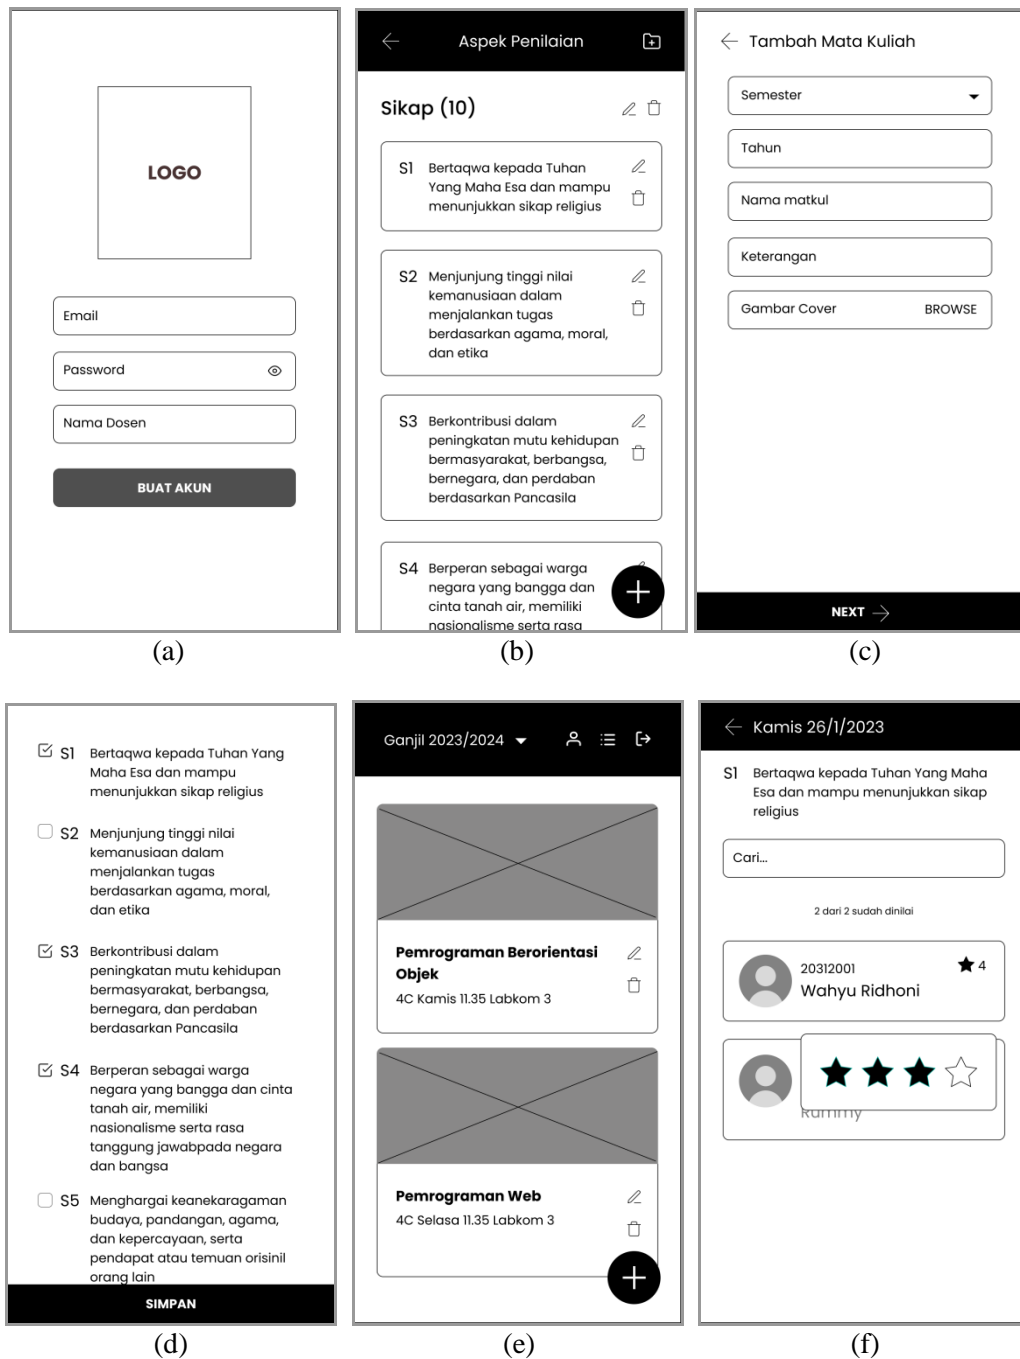 LOGO
Email
Password
Nama Dosen
BUAT AKUN
(a)
Aspek Penilaian
Sikap (10)
S1 Bertaqwa kepada Tuhan
Yang Maha Esa dan mampu
menunjukkan sikap religius
S2 Menjunjung tinggi nilai
kemanusiaan dalam
menjalankan tugas
berdasarkan agama, moral,
dan etika
S3 Berkontribusi dalam
peningkatan mutu kehidupan
bermasyarakat, berbangsa,
bernegara, dan perdaban
berdasarkan Pancasila
S4 Berperan sebagai warga
negara yang bangga dan
cinta tanah air, memiliki
nasionalisme serta rasa
(b)
Tambah Mata Kuliah
Semester
Tahun
Nama matkul
Keterangan
Gambar Cover BROWSE
NEXT
(c)
S1 Bertaqwa kepada Tuhan Yang
Maha Esa dan mampu
menunjukkan sikap religius
S2 Menjunjung tinggi nilai
kemanusiaan dalam
menjalankan tugas
berdasarkan agama, moral,
dan etika
S3 Berkontribusi dalam
peningkatan mutu kehidupan
bermasyarakat, berbangsa,
bernegara, dan perdaban
berdasarkan Pancasila
S4 Berperan sebagai warga
negara yang bangga dan cinta
tanah air, memiliki
nasionalisme serta rasa
tanggung jawabpada negara
dan bangsa
S5 Menghargai keanekaragaman
budaya, pandangan, agama,
dan kepercayaan, serta
pendapat atau temuan orisinil
orang lain
SIMPAN
(d)
Ganjil 2023/2024
Pemrograman Berorientasi
Objek
4C Kamis 11.35 Labkom 3
Pemrograman Web
4C Selasa 11.35 Labkom 3
(e)
Kamis 26/1/2023
S1 Bertaqwa kepada Tuhan Yang Maha
Esa dan mampu menunjukkan sikap
religius
Cari...
2 dari 2 sudah dinilai
20312001 4
Wahyu Ridhoni
Rummy
(f)